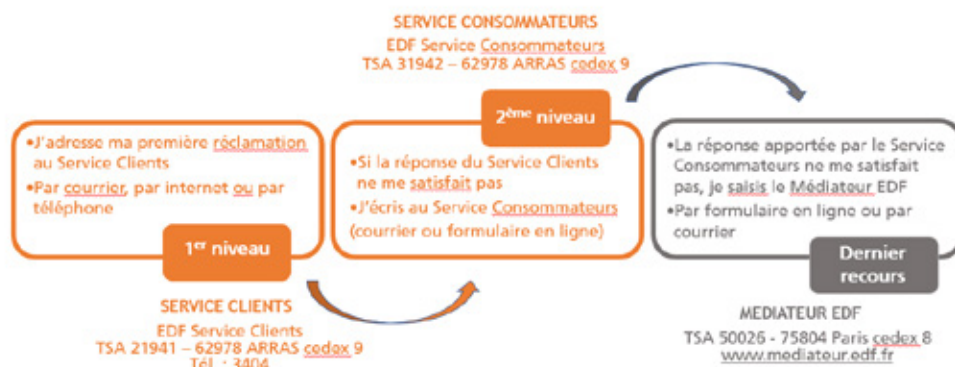 SERVICE CONSOMMATEURS
EDF Service Consommateurs
TSA 31942 – 62978 ARRAS cedex 9
•J'adresse ma première réclamation
au Service Clients
•Par courrier, par internet ou par
téléphone
1er niveau
SERVICE CLIENTS
EDF Service Clients
TSA 21941 – 62978 ARRAS cedex 9
Tél. : 3404
2ème niveau
•Si la réponse du Service Clients
ne me satisfait pas
•J'écris au Service Consommateurs
(courrier ou formulaire en ligne)
•La réponse apportée par le Service
Consommateurs ne me satisfait
pas, je saisis le Médiateur EDF
•Par formulaire en ligne ou par
courrier
Dernier
recours
MEDIATEUR EDF
TSA 50026 - 75804 Paris cedex 8
www.mediateur.edf.fr